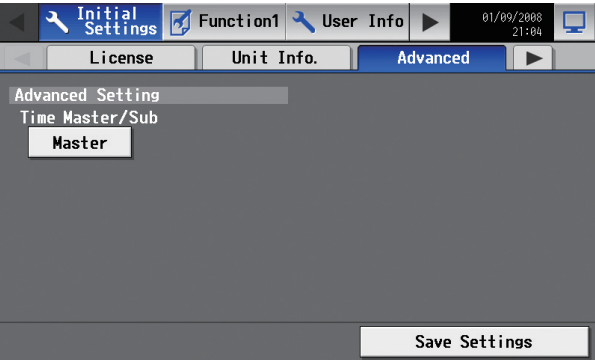 Initial
Settings
Function1
User Info
01/09/2008
21:04
License
Unit Info.
Advanced
Advanced Setting
Time Master/Sub
Master
Save Settings